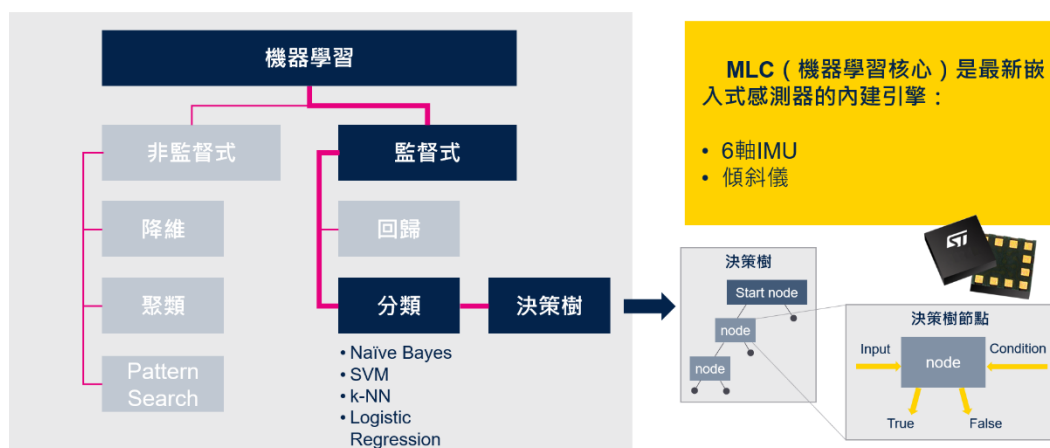 機器學習
非監督式
監督式
降維
回歸
聚類
分類
決策樹
Pattern
Search
• Naïve Bayes
• SVM
• k-NN
• Logistic
Regression
MLC（機器學習核心）是最新嵌
入式感測器的內建引擎：
• 6軸IMU
• 傾斜儀
ST
決策樹
Start node
node
node
決策樹節點
Input
node
Condition
True
False